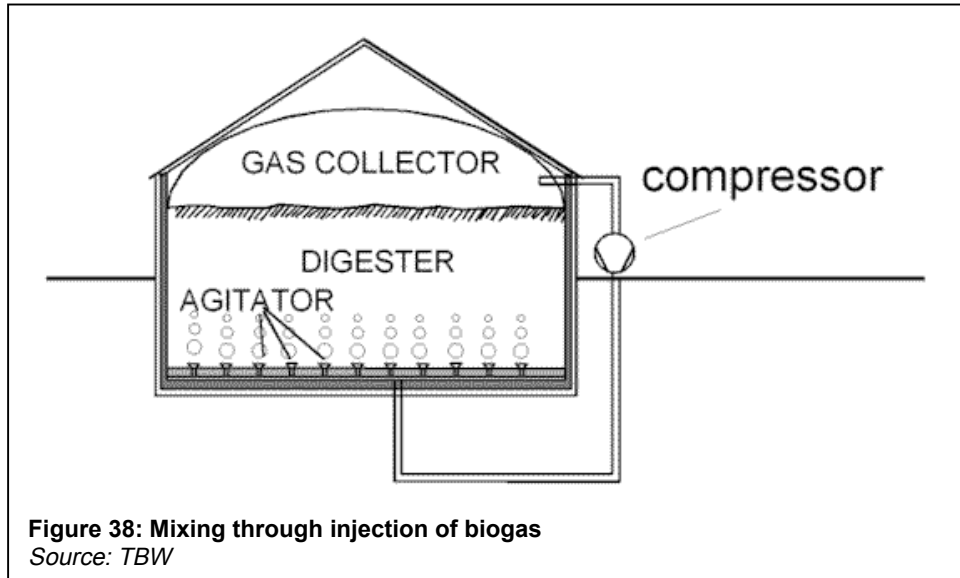 GAS COLLECTOR
compressor
DIGESTER
AGITATOR
Figure 38: Mixing through injection of biogas
Source: TBW